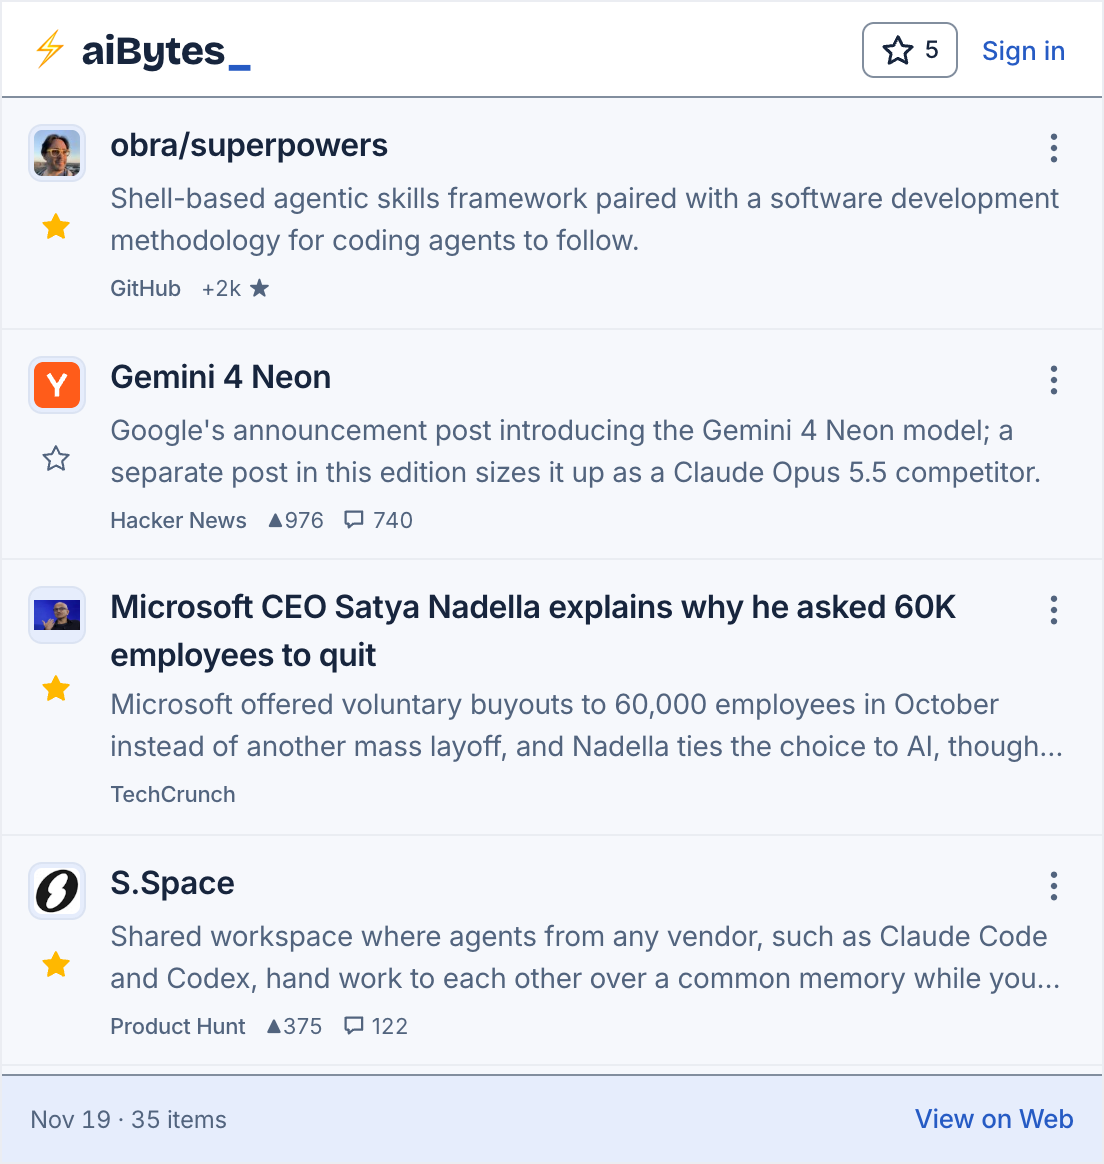 aiBytes_
5
Sign in
obra/superpowers
Shell-based agentic skills framework paired with a software development
methodology for coding agents to follow.
GitHub +2k ★
Gemini 4 Neon
Google's announcement post introducing the Gemini 4 Neon model; a
separate post in this edition sizes it up as a Claude Opus 5.5 competitor.
Hacker News ▲976 740
Microsoft CEO Satya Nadella explains why he asked 60K
employees to quit
Microsoft offered voluntary buyouts to 60,000 employees in October
instead of another mass layoff, and Nadella ties the choice to AI, though...
TechCrunch
S.Space
Shared workspace where agents from any vendor, such as Claude Code
and Codex, hand work to each other over a common memory while you...
Product Hunt ▲375 122
Nov 19 · 35 items
View on Web